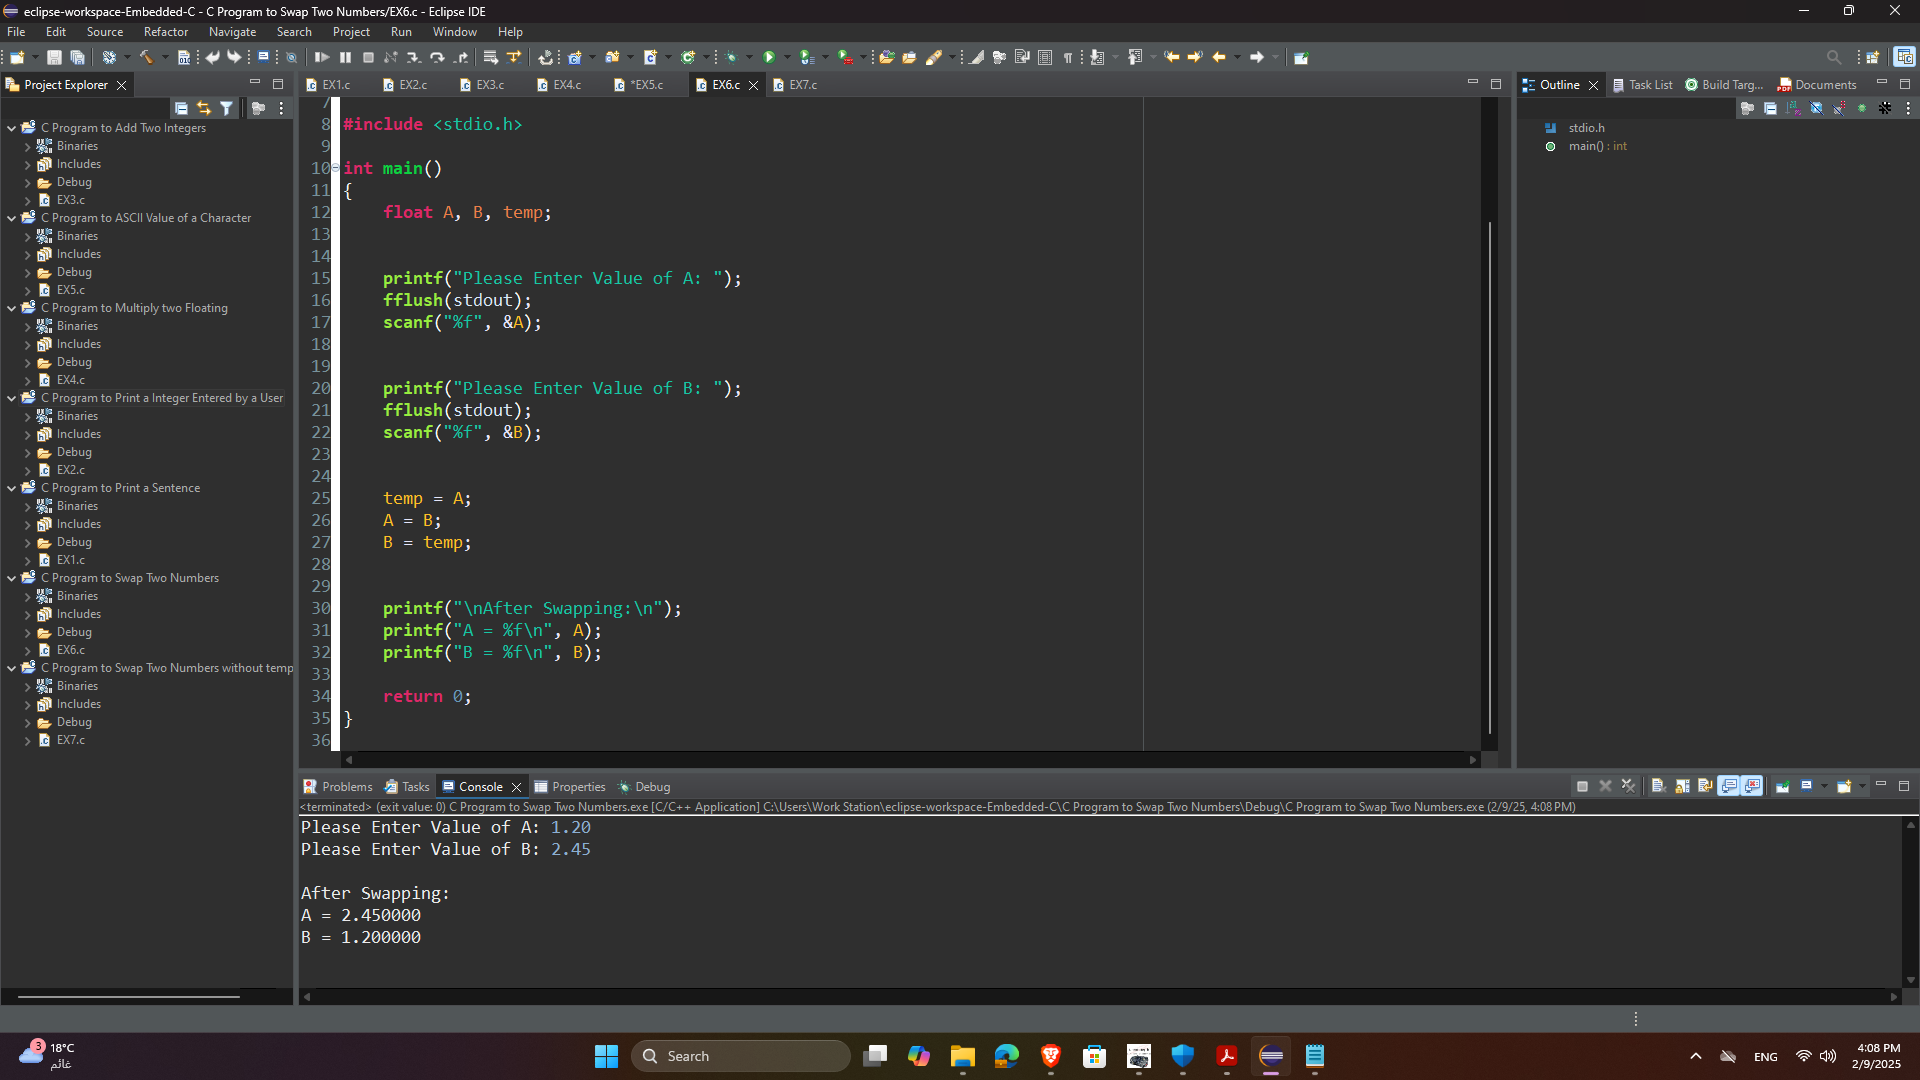 eclipse-workspace-Embedded-C - C Program to Swap Two Numbers/EX6.c - Eclipse IDE
File Edit Source Refactor Navigate Search Project Run Window Help
Project Explorer
C Program to Add Two Integers
Binaries
Includes
Debug
EX3.c
C Program to ASCII Value of a Character
Binaries
Includes
Debug
EX5.c
C Program to Multiply two Floating
Binaries
Includes
Debug
EX4.c
C Program to Print a Integer Entered by a User
Binaries
Includes
Debug
EX2.c
C Program to Print a Sentence
Binaries
Includes
Debug
EX1.c
C Program to Swap Two Numbers
Binaries
Includes
Debug
EX6.c
C Program to Swap Two Numbers without temp
Binaries
Includes
Debug
EX7.c
EX1.c EX2.c EX3.c EX4.c *EX5.c EX6.c EX7.c
7
8 #include <stdio.h>
9
10 int main()
11 {
12 float A, B, temp;
13
14
15 printf("Please Enter Value of A: ");
16 fflush(stdout);
17 scanf("%f", &A);
18
19
20 printf("Please Enter Value of B: ");
21 fflush(stdout);
22 scanf("%f", &B);
23
24
25 temp = A;
26 A = B;
27 B = temp;
28
29
30 printf("\nAfter Swapping:\n");
31 printf("A = %f\n", A);
32 printf("B = %f\n", B);
33
34 return 0;
35 }
36
Outline Task List Build Targ... Documents
stdio.h
main() : int
Problems Tasks Console Properties Debug
<terminated> (exit value: 0) C Program to Swap Two Numbers.exe [C/C++ Application] C:\Users\Work Station\eclipse-workspace-Embedded-C\C Program to Swap Two Numbers\Debug\C Program to Swap Two Numbers.exe (2/9/25, 4:08 PM)
Please Enter Value of A: 1.20
Please Enter Value of B: 2.45
After Swapping:
A = 2.450000
B = 1.200000
3
18°C
غائم
Search
ENG
4:08 PM
2/9/2025